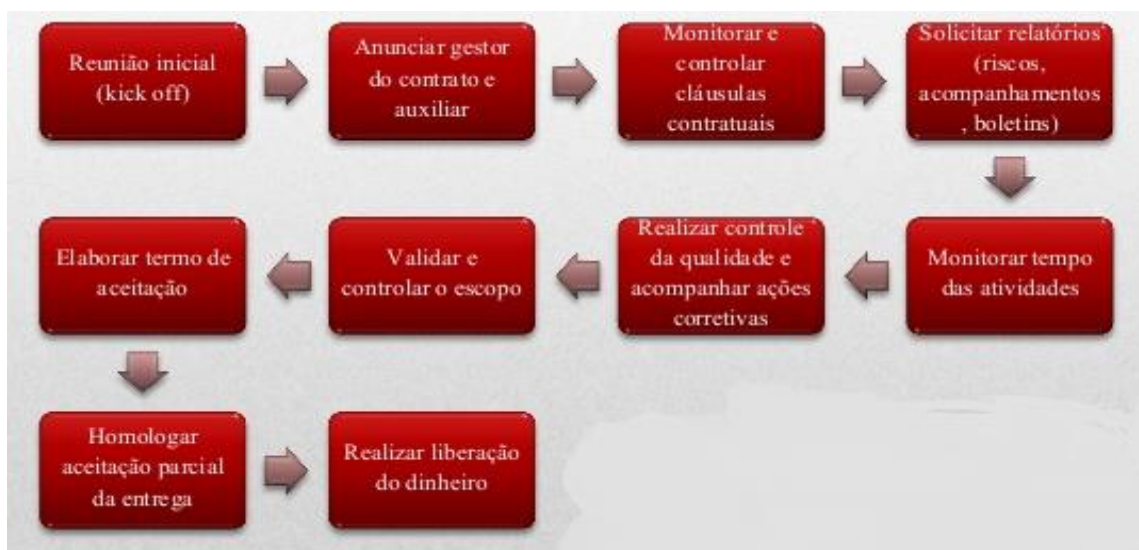 Reunião inicial
(kick off)
Anunciar gestor
do contrato e
auxiliar
Monitorar e
controlar
cláusulas
contratuais
Solicitar relatórios
(riscos,
acompanhamentos
, boletins)
Monitorar tempo
das atividades
Realizar controle
da qualidade e
acompanhar ações
corretivas
Validar e
controlar o escopo
Elaborar termo de
aceitação
Homologar
aceitação parcial
da entrega
Realizar liberação
do dinheiro